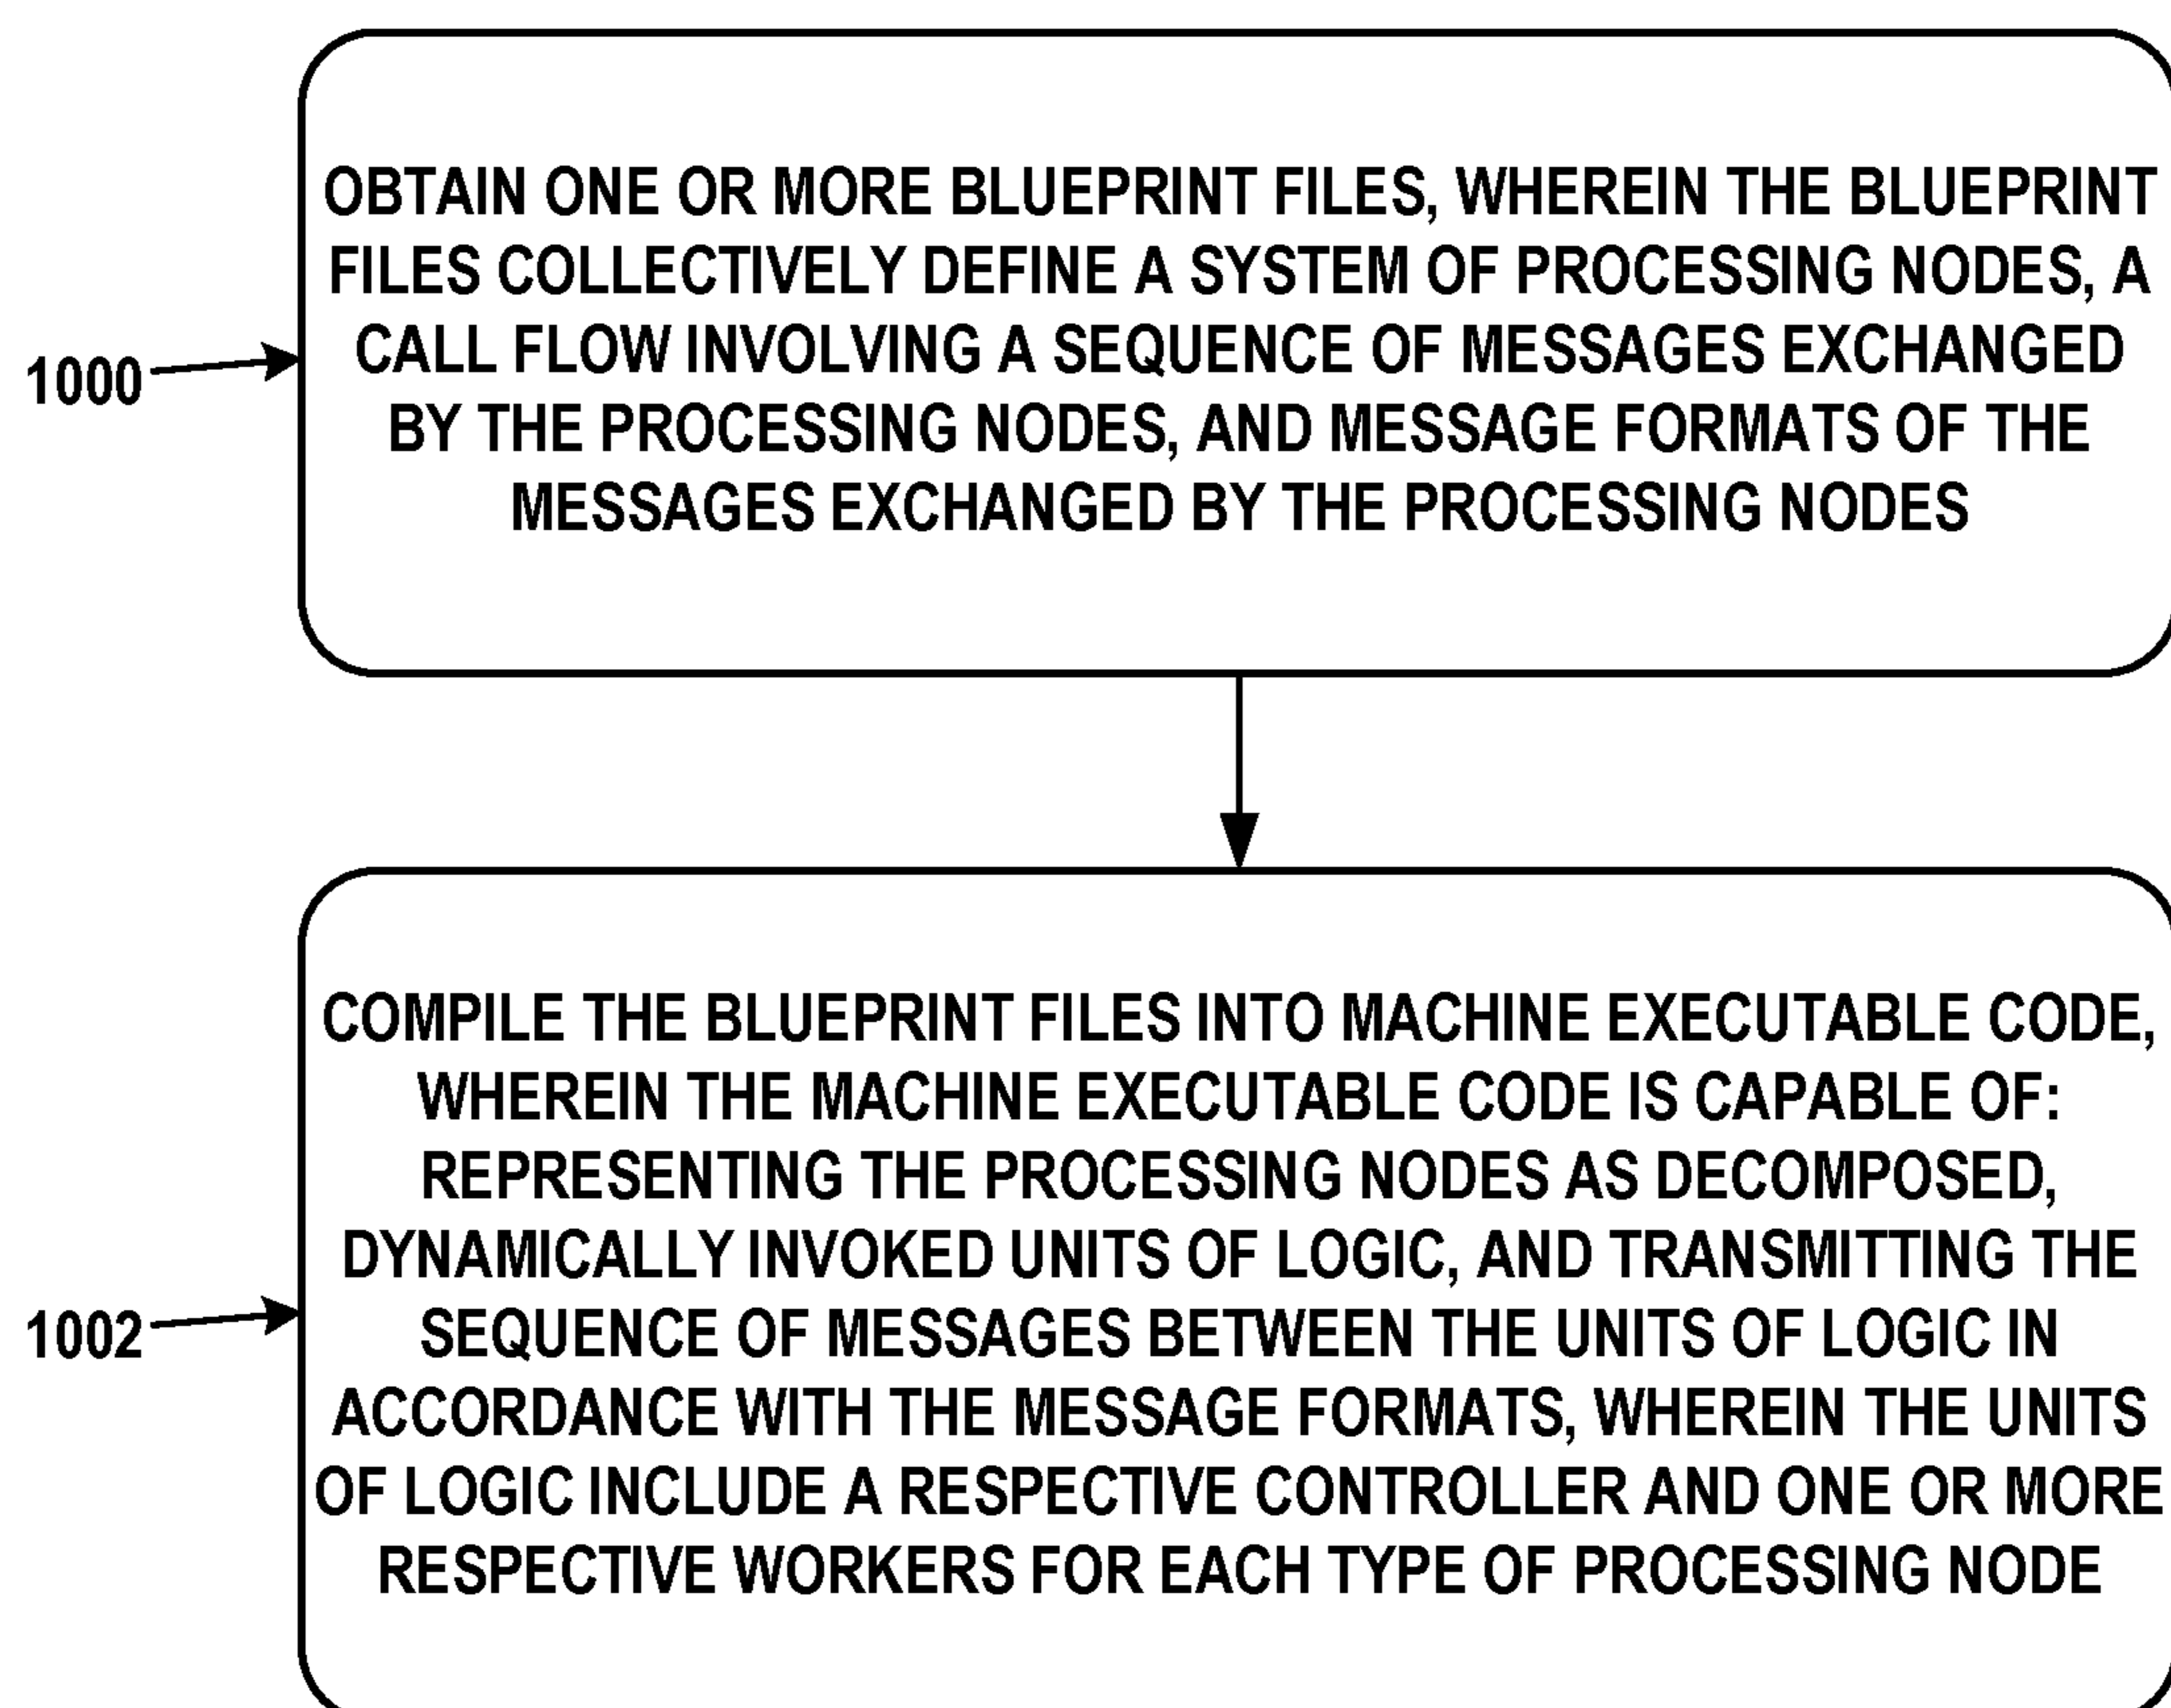 1000
OBTAIN ONE OR MORE BLUEPRINT FILES, WHEREIN THE BLUEPRINT
FILES COLLECTIVELY DEFINE A SYSTEM OF PROCESSING NODES, A
CALL FLOW INVOLVING A SEQUENCE OF MESSAGES EXCHANGED
BY THE PROCESSING NODES, AND MESSAGE FORMATS OF THE
MESSAGES EXCHANGED BY THE PROCESSING NODES
1002
COMPILE THE BLUEPRINT FILES INTO MACHINE EXECUTABLE CODE,
WHEREIN THE MACHINE EXECUTABLE CODE IS CAPABLE OF:
REPRESENTING THE PROCESSING NODES AS DECOMPOSED,
DYNAMICALLY INVOKED UNITS OF LOGIC, AND TRANSMITTING THE
SEQUENCE OF MESSAGES BETWEEN THE UNITS OF LOGIC IN
ACCORDANCE WITH THE MESSAGE FORMATS, WHEREIN THE UNITS
OF LOGIC INCLUDE A RESPECTIVE CONTROLLER AND ONE OR MORE
RESPECTIVE WORKERS FOR EACH TYPE OF PROCESSING NODE